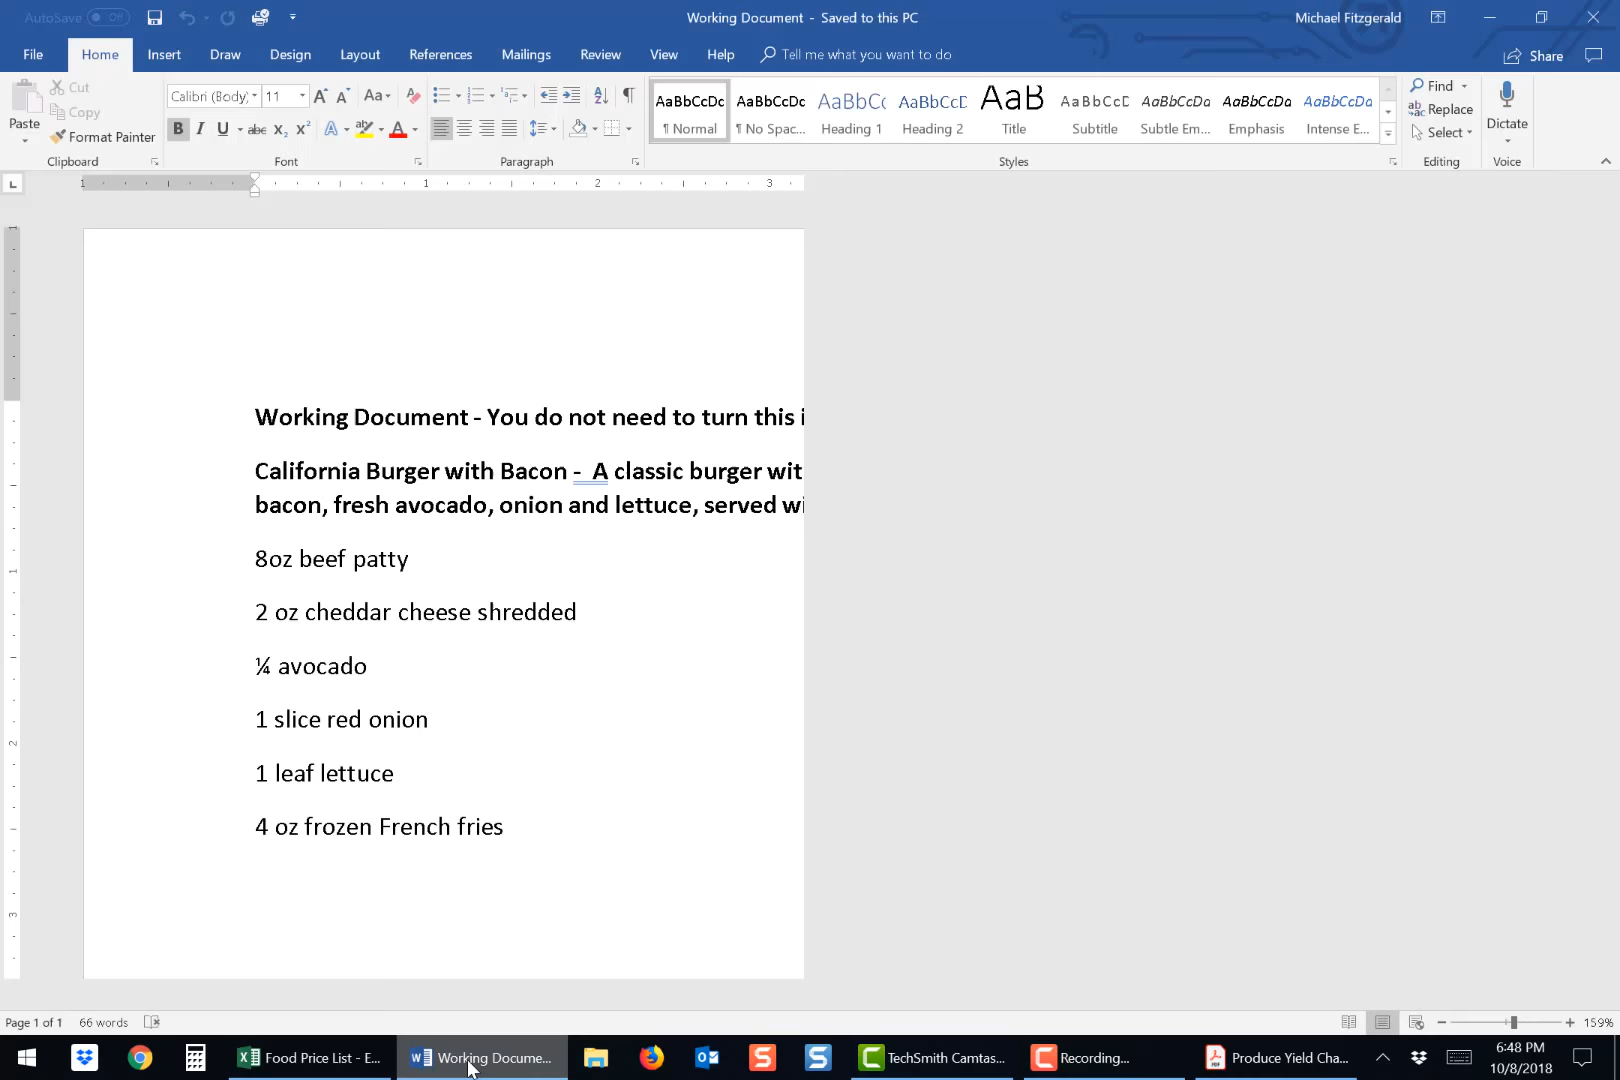 AutoSave Off
Working Document - Saved to this PC
Michael Fitzgerald
File Home Insert Draw Design Layout References Mailings Review View Help Tell me what you want to do
Share
Paste
Cut
Copy
Format Painter
Clipboard
Calibri (Body) 11
Font
Paragraph
AaBbCcDc AaBbCcDc AaBbCc AaBbCcD AaB AaBbCcD AaBbCcDa AaBbCcDa AaBbCcDa
¶ Normal ¶ No Spac... Heading 1 Heading 2 Title Subtitle Subtle Em... Emphasis Intense E...
Styles
Find
Replace
Select
Editing
Dictate
Voice
1 1 2 3
Working Document - You do not need to turn this i
California Burger with Bacon - A classic burger wit
bacon, fresh avocado, onion and lettuce, served wi
8oz beef patty
2 oz cheddar cheese shredded
¼ avocado
1 slice red onion
1 leaf lettuce
4 oz frozen French fries
Page 1 of 1 66 words
159%
Food Price List - E...
Working Docume...
TechSmith Camtas...
Recording...
Produce Yield Cha...
6:48 PM
10/8/2018